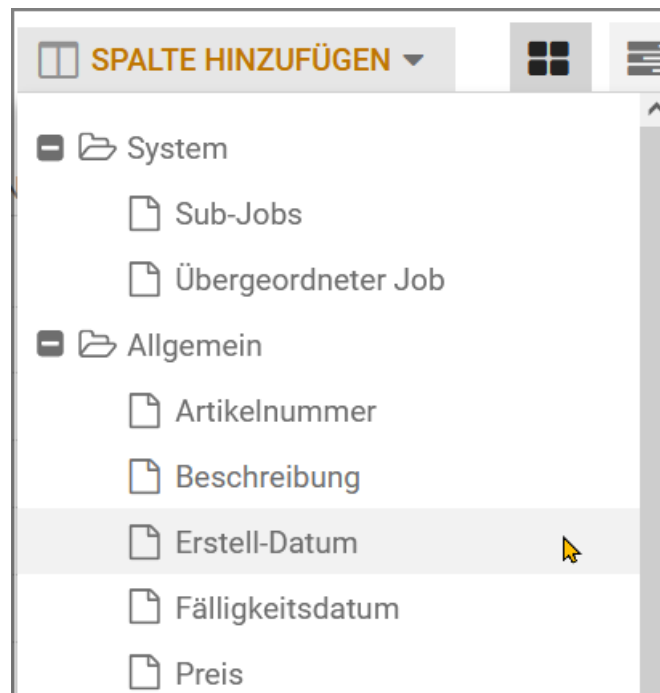 SPALTE HINZUFÜGEN
System
Sub-Jobs
Übergeordneter Job
Allgemein
Artikelnummer
Beschreibung
Erstell-Datum
Fälligkeitsdatum
Preis